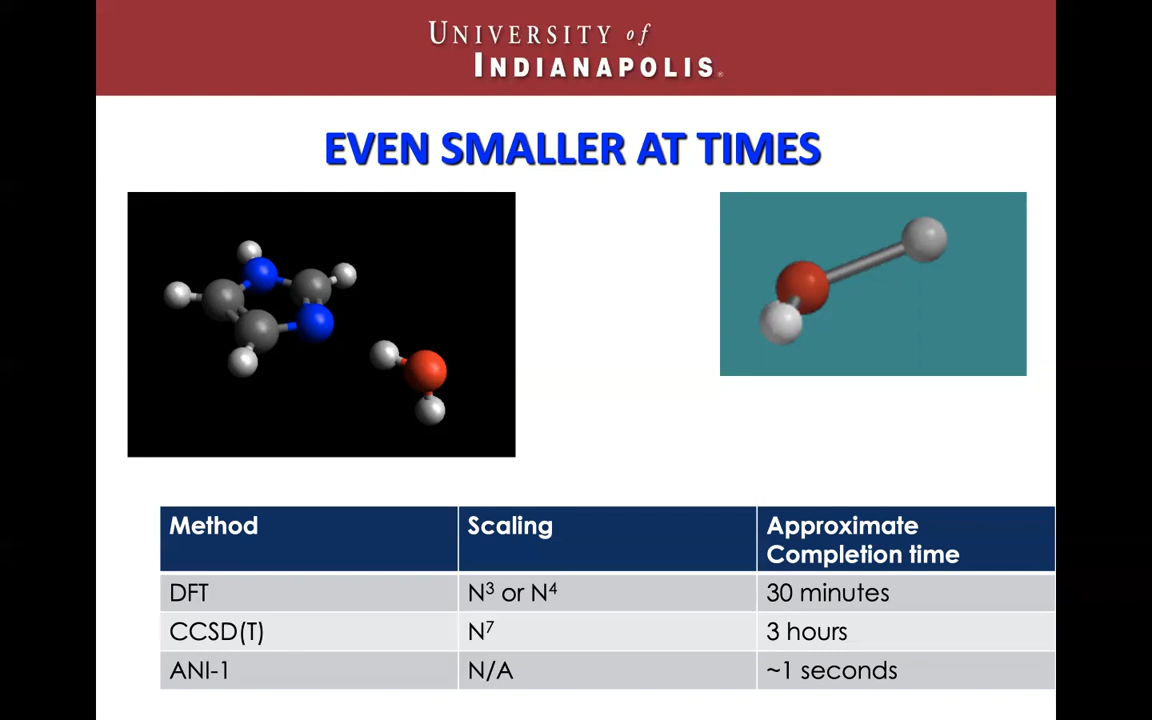 UNIVERSITY of
INDIANAPOLIS®
EVEN SMALLER AT TIMES
Method Scaling Approximate
Completion time
DFT N³ or N⁴ 30 minutes
CCSD(T) N⁷ 3 hours
ANI-1 N/A ~1 seconds